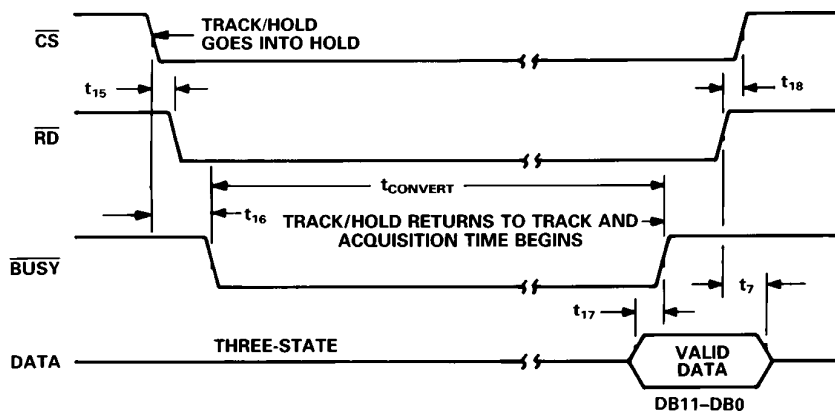 TRACK/HOLD
GOES INTO HOLD
CS
t15
t18
RD
tCONVERT
t16
TRACK/HOLD RETURNS TO TRACK AND
ACQUISITION TIME BEGINS
BUSY
t17
t7
THREE-STATE
VALID
DATA
DATA
DB11–DB0